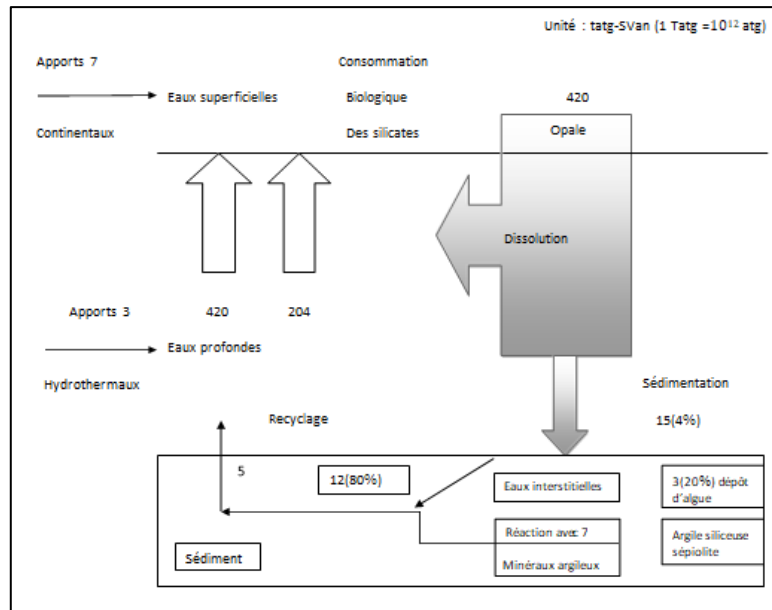 Unité : tatg-SVan (1 Tatg =10¹² atg)
Apports 7
Consommation
Eaux superficielles
Biologique
420
Continentaux
Des silicates
Opale
Dissolution
Apports 3
420
204
Eaux profondes
Hydrothermaux
Sédimentation
Recyclage
15(4%)
5
12(80%)
Eaux interstitielles
3(20%) dépôt
d'algue
Réaction avec 7
Minéraux argileux
Argile siliceuse
sépiolite
Sédiment